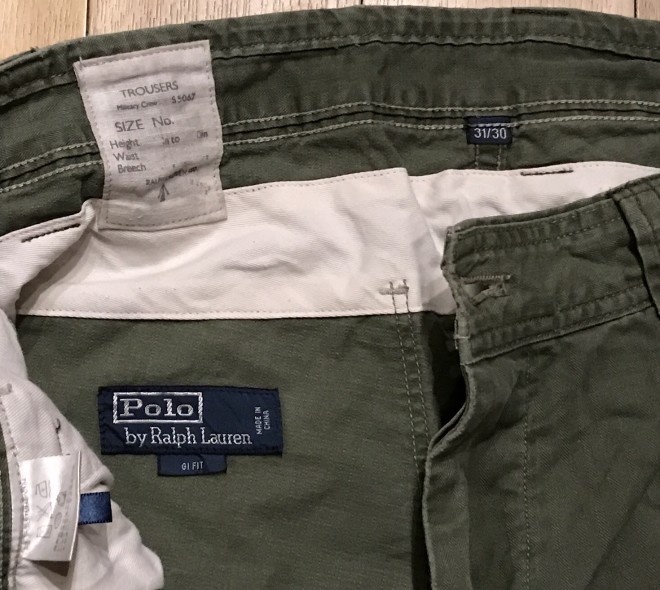 TROUSERS
SIZE No.
Height
Waist
Breech
31/30
Polo
by Ralph Lauren
MADE IN
CHINA
GI FIT